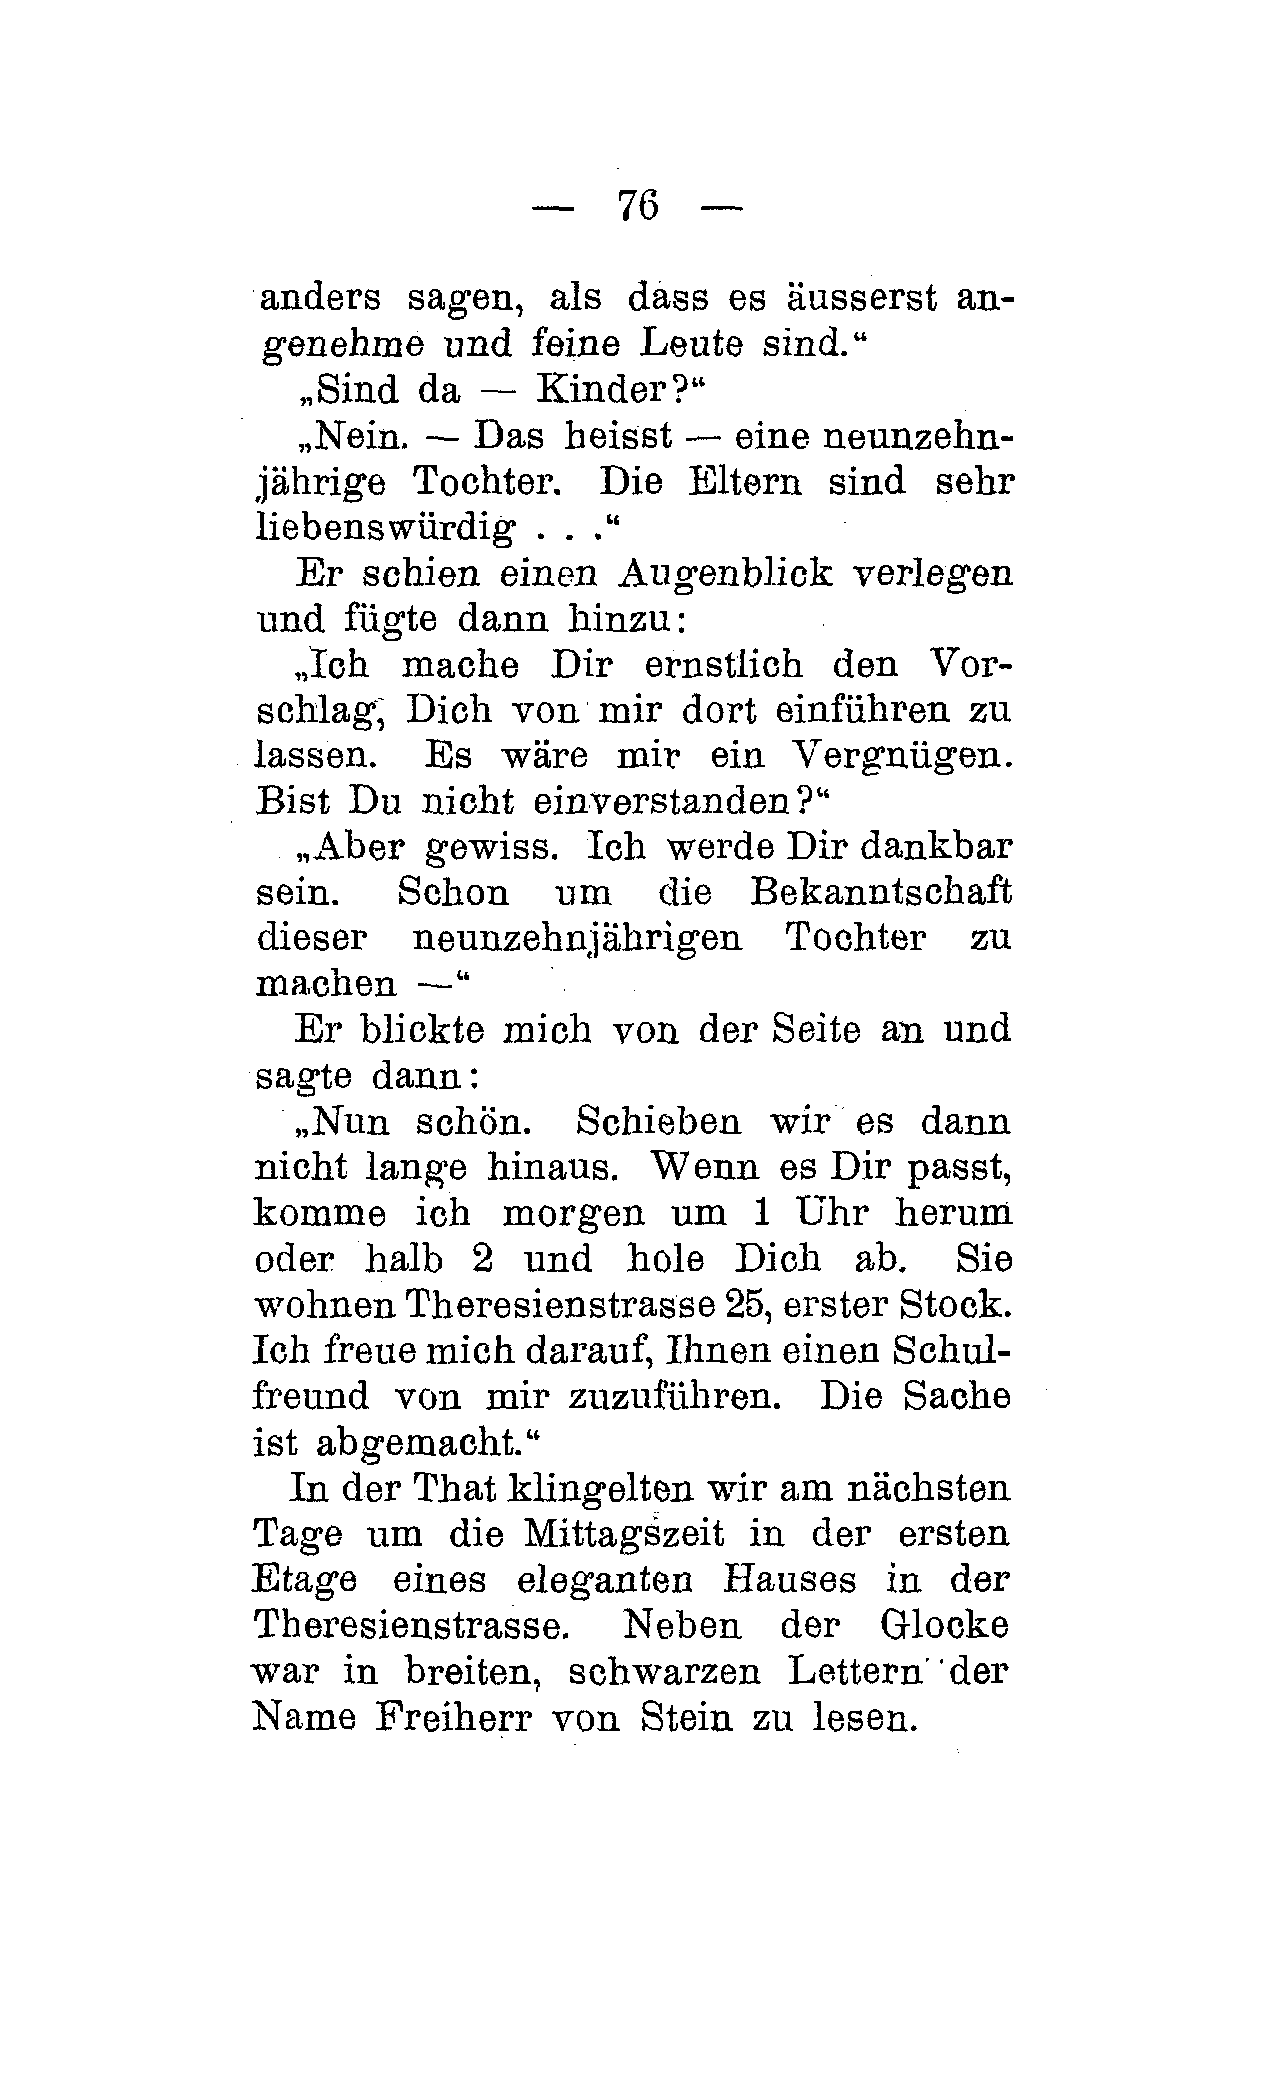 — 76 —
anders sagen, als dass es äusserst an-
genehme und feine Leute sind.“
„Sind da — Kinder?“
„Nein. — Das heisst — eine neunzehn-
jährige Tochter. Die Eltern sind sehr
liebenswürdig . . .“
Er schien einen Augenblick verlegen
und fügte dann hinzu:
„Ich mache Dir ernstlich den Vor-
schlag, Dich von mir dort einführen zu
lassen. Es wäre mir ein Vergnügen.
Bist Du nicht einverstanden?“
„Aber gewiss. Ich werde Dir dankbar
sein. Schon um die Bekanntschaft
dieser neunzehnjährigen Tochter zu
machen —“
Er blickte mich von der Seite an und
sagte dann:
„Nun schön. Schieben wir es dann
nicht lange hinaus. Wenn es Dir passt,
komme ich morgen um 1 Uhr herum
oder halb 2 und hole Dich ab. Sie
wohnen Theresienstrasse 25, erster Stock.
Ich freue mich darauf, Ihnen einen Schul-
freund von mir zuzuführen. Die Sache
ist abgemacht.“
In der That klingelten wir am nächsten
Tage um die Mittagszeit in der ersten
Etage eines eleganten Hauses in der
Theresienstrasse. Neben der Glocke
war in breiten, schwarzen Lettern der
Name Freiherr von Stein zu lesen.